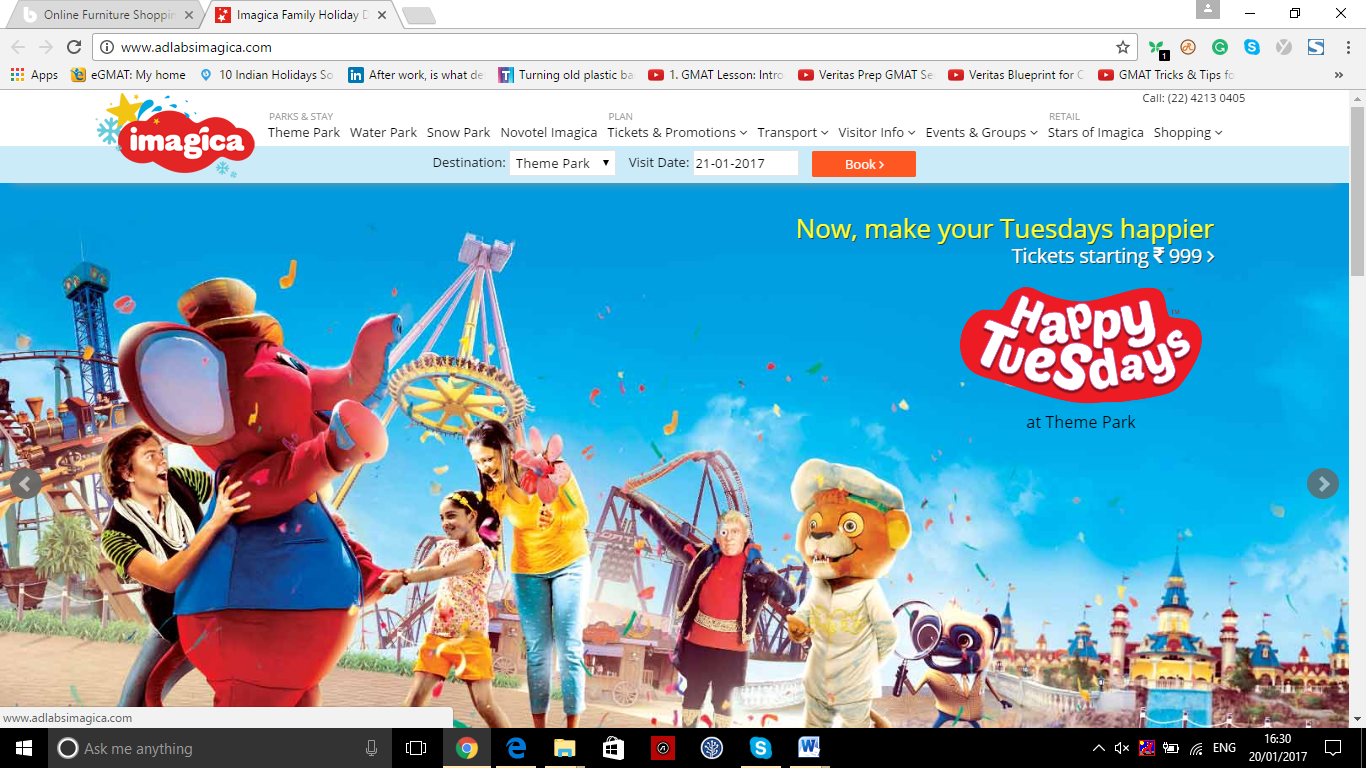 Online Furniture Shoppin
Imagica Family Holiday D
www.adlabsimagica.com
Apps
eGMAT: My home
10 Indian Holidays So
After work, is what de
Turning old plastic ba
1. GMAT Lesson: Intro
Veritas Prep GMAT Se
Veritas Blueprint for C
GMAT Tricks & Tips fo
»
1
Call: (22) 4213 0405
imagica
PARKS & STAY
PLAN
RETAIL
Theme Park Water Park Snow Park Novotel Imagica Tickets & Promotions Transport Visitor Info Events & Groups Stars of Imagica Shopping
Destination: Theme Park Visit Date: 21-01-2017 Book >
Now, make your Tuesdays happier
Tickets starting ₹ 999 >
Happy
Tuesdays
TM
at Theme Park
www.adlabsimagica.com
Ask me anything
ENG
16:30
20/01/2017